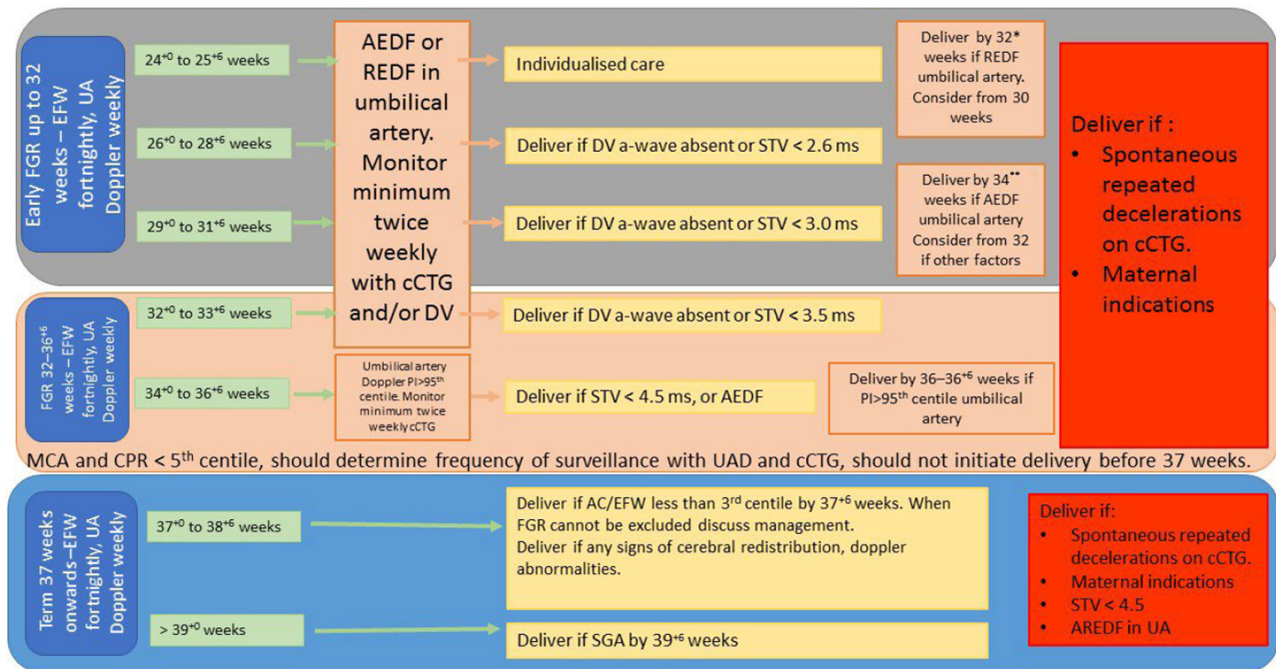 Early FGR up to 32
weeks – EFW
fortnightly, UA
Doppler weekly
24+0 to 25+6 weeks
26+0 to 28+6 weeks
29+0 to 31+6 weeks
AEDF or
REDF in
umbilical
artery.
Monitor
minimum
twice
weekly
with cCTG
and/or DV
Individualised care
Deliver if DV a-wave absent or STV < 2.6 ms
Deliver if DV a-wave absent or STV < 3.0 ms
Deliver by 32*
weeks if REDF
umbilical artery.
Consider from 30
weeks
Deliver by 34**
weeks if AEDF
umbilical artery
Consider from 32
if other factors
Deliver if :
• Spontaneous
repeated
decelerations
on cCTG.
• Maternal
indications
FGR 32–36+6
weeks – EFW
fortnightly, UA
Doppler weekly
32+0 to 33+6 weeks
34+0 to 36+6 weeks
Deliver if DV a-wave absent or STV < 3.5 ms
Umbilical artery
Doppler PI>95th
centile. Monitor
minimum twice
weekly cCTG
Deliver if STV < 4.5 ms, or AEDF
Deliver by 36–36+6 weeks if
PI>95th centile umbilical
artery
MCA and CPR < 5th centile, should determine frequency of surveillance with UAD and cCTG, should not initiate delivery before 37 weeks.
Term 37 weeks
onwards–EFW
fortnightly, UA
Doppler weekly
37+0 to 38+6 weeks
> 39+0 weeks
Deliver if AC/EFW less than 3rd centile by 37+6 weeks. When
FGR cannot be excluded discuss management.
Deliver if any signs of cerebral redistribution, doppler
abnormalities.
Deliver if SGA by 39+6 weeks
Deliver if:
• Spontaneous repeated
decelerations on cCTG.
• Maternal indications
• STV < 4.5
• AREDF in UA